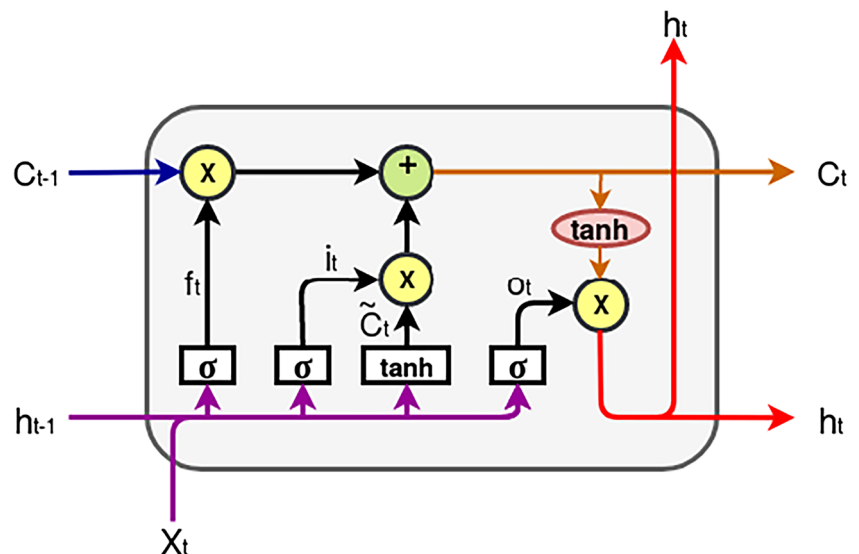 ht
Ct-1
X
+
Ct
tanh
it
X
ft
ot
X
C̃t
σ
σ
tanh
σ
ht-1
ht
Xt